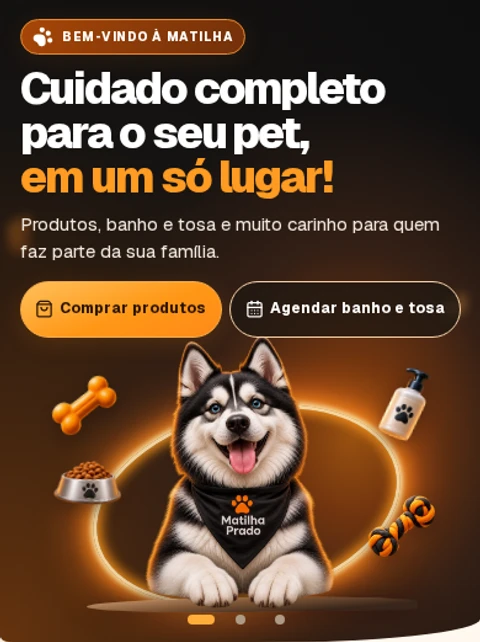 BEM-VINDO À MATILHA
Cuidado completo
para o seu pet,
em um só lugar!
Produtos, banho e tosa e muito carinho para quem
faz parte da sua família.
Comprar produtos
Agendar banho e tosa
Matilha
Prado